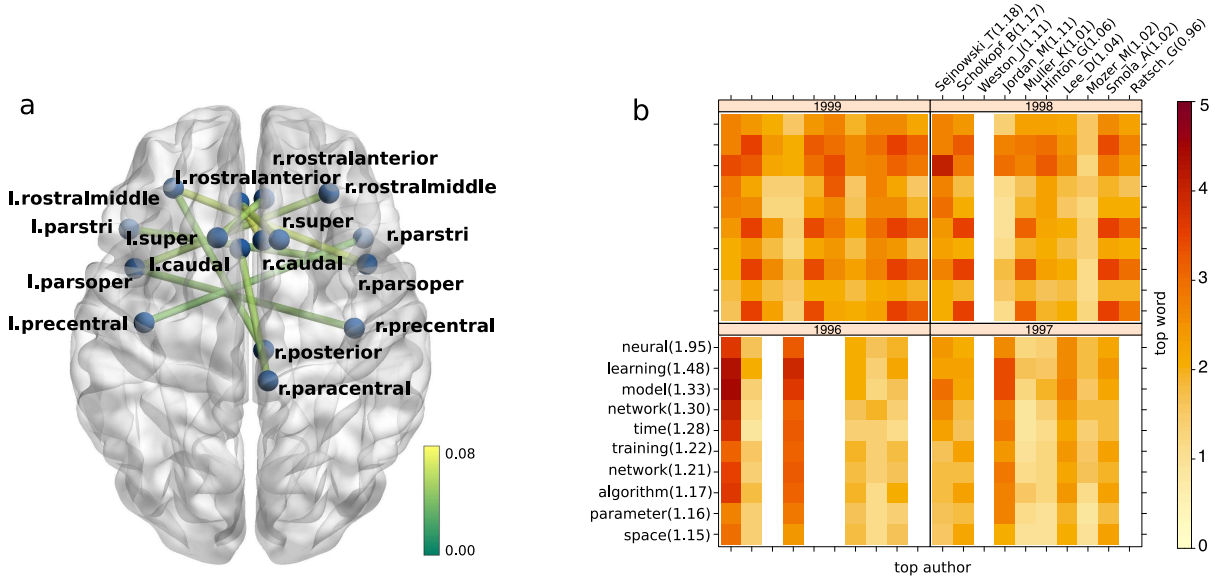 a
r.rostralanterior
l.rostralanterior
r.rostralmiddle
l.rostralmiddle
l.parstri
r.super
l.super
r.parstri
l.caudal
r.caudal
l.parsoper
r.parsoper
l.precentral
r.precentral
r.posterior
r.paracentral
0.08
0.00
b
Sejnowski_T(1.18)
Scholkopf_B(1.17)
Weston_J(1.11)
Jordan_M(1.11)
Muller_K(1.01)
Hinton_G(1.06)
Lee_D(1.04)
Mozer_M(1.02)
Smola_A(1.02)
Ratsch_G(0.96)
1999
1998
1996
1997
neural(1.95)
learning(1.48)
model(1.33)
network(1.30)
time(1.28)
training(1.22)
network(1.21)
algorithm(1.17)
parameter(1.16)
space(1.15)
top author
top word
5
4
3
2
1
0